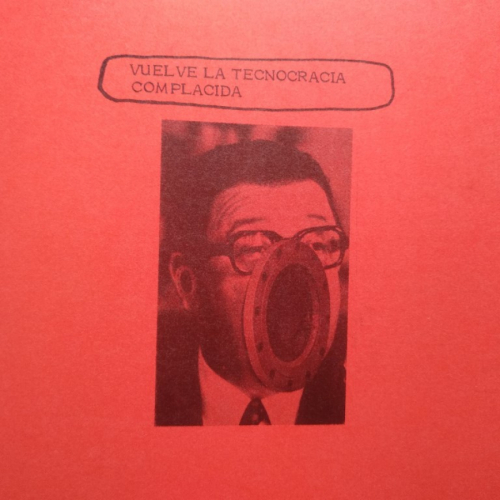 VUELVE LA TECNOCRACIA
COMPLACIDA